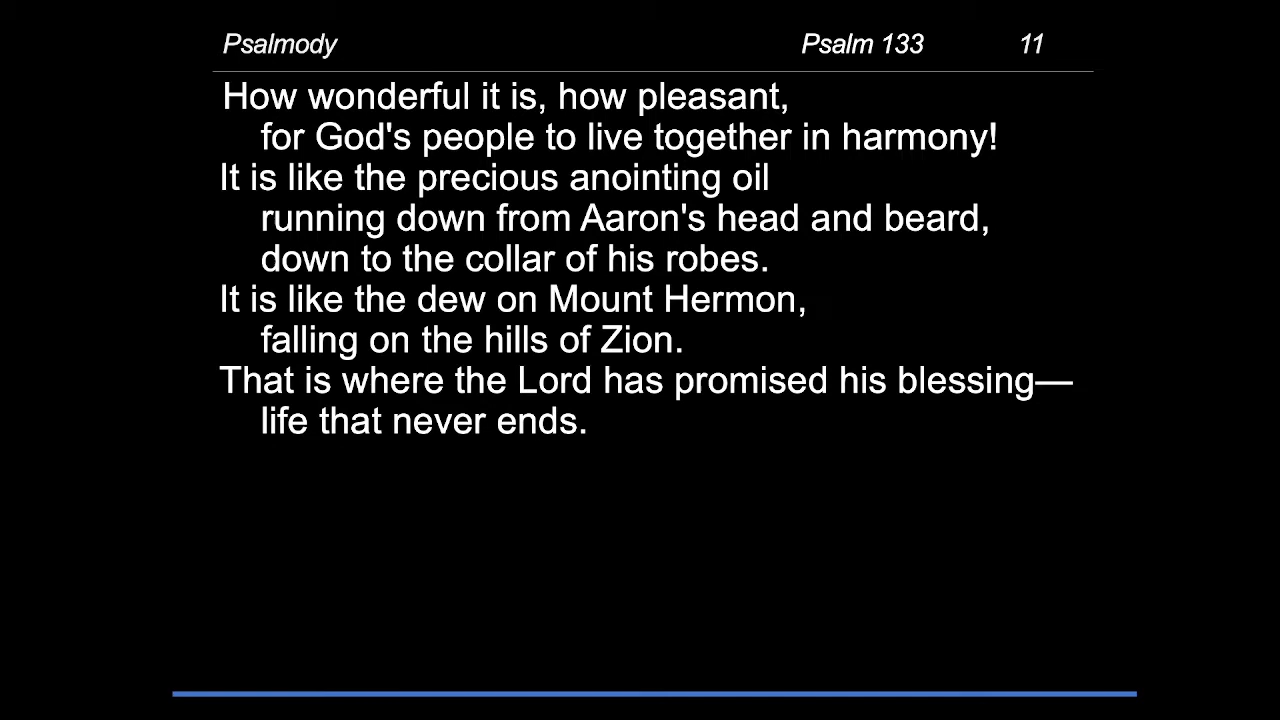 Psalmody Psalm 133 11
How wonderful it is, how pleasant,
for God's people to live together in harmony!
It is like the precious anointing oil
running down from Aaron's head and beard,
down to the collar of his robes.
It is like the dew on Mount Hermon,
falling on the hills of Zion.
That is where the Lord has promised his blessing—
life that never ends.